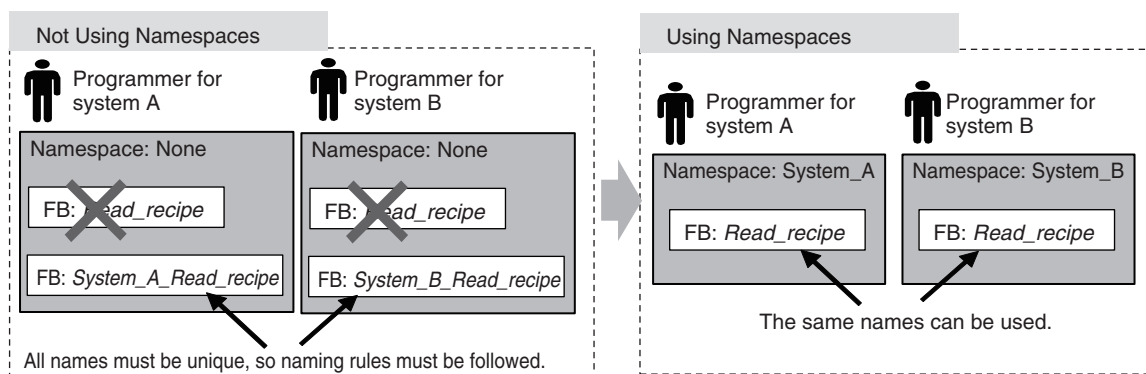 Not Using Namespaces
Programmer for
system A
Programmer for
system B
Namespace: None
Namespace: None
FB: Read_recipe
FB: Read_recipe
FB: System_A_Read_recipe
FB: System_B_Read_recipe
All names must be unique, so naming rules must be followed.
Using Namespaces
Programmer for
system A
Programmer for
system B
Namespace: System_A
Namespace: System_B
FB: Read_recipe
FB: Read_recipe
The same names can be used.